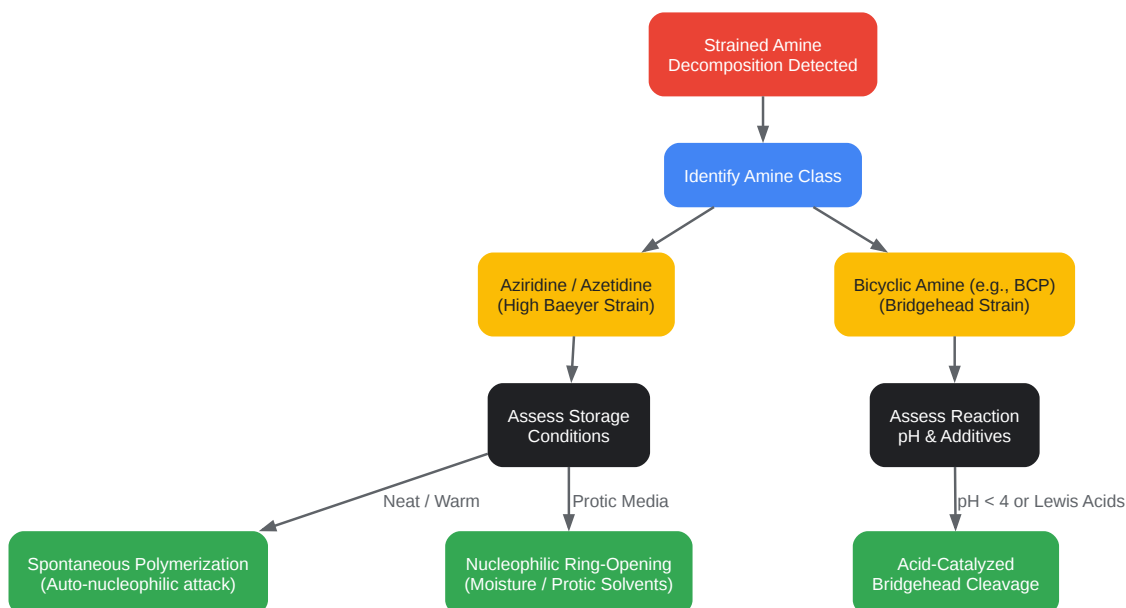 Strained Amine
Decomposition Detected
Identify Amine Class
Aziridine / Azetidine
(High Baeyer Strain)
Bicyclic Amine (e.g., BCP)
(Bridgehead Strain)
Assess Storage
Conditions
Assess Reaction
pH & Additives
Neat / Warm
Protic Media
pH < 4 or Lewis Acids
Spontaneous Polymerization
(Auto-nucleophilic attack)
Nucleophilic Ring-Opening
(Moisture / Protic Solvents)
Acid-Catalyzed
Bridgehead Cleavage